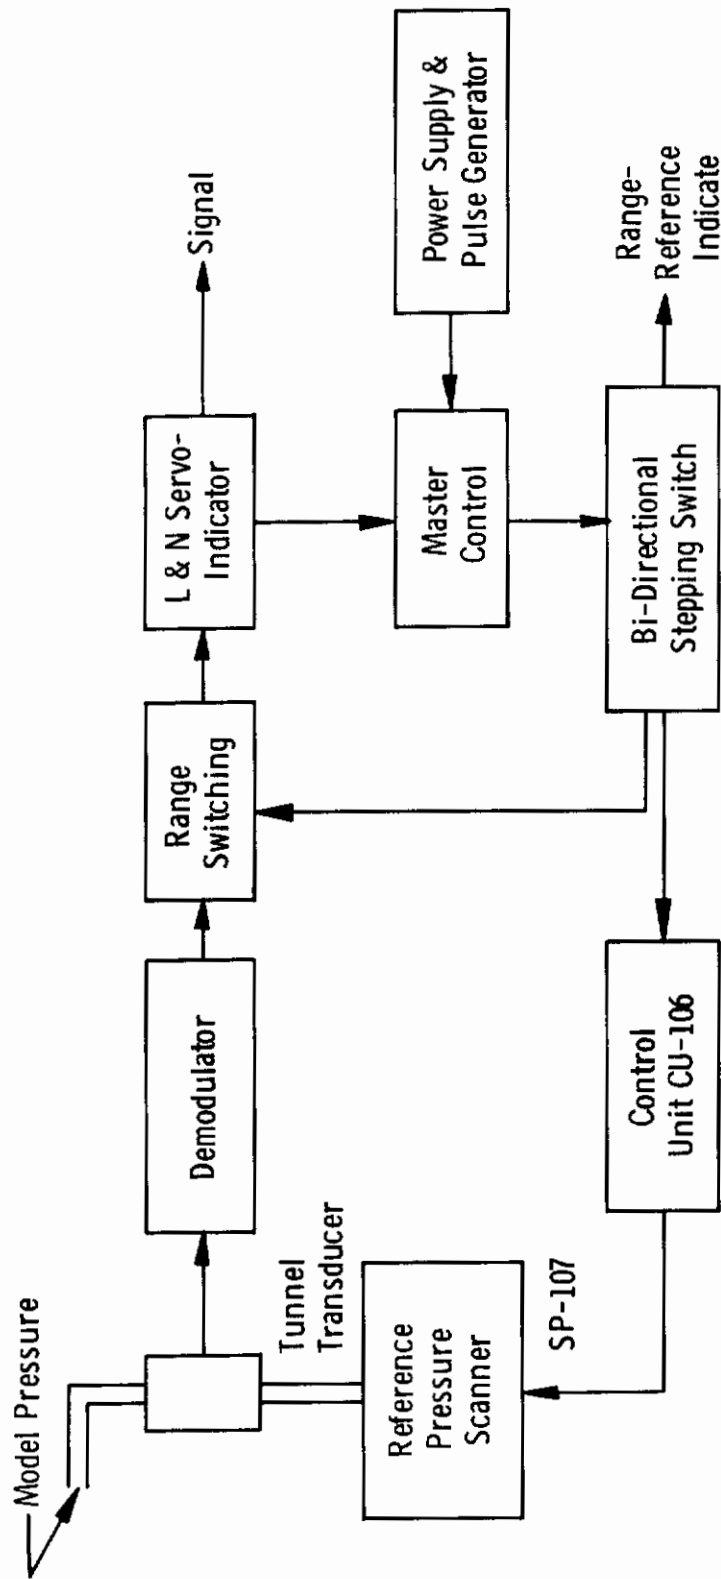 Model Pressure
Tunnel
Transducer
Demodulator
Range
Switching
L & N Servo-
Indicator
Signal
Reference
Pressure
Scanner
SP-107
Master
Control
Power Supply &
Pulse Generator
Control
Unit CU-106
Bi-Directional
Stepping Switch
Range-
Reference
Indicate